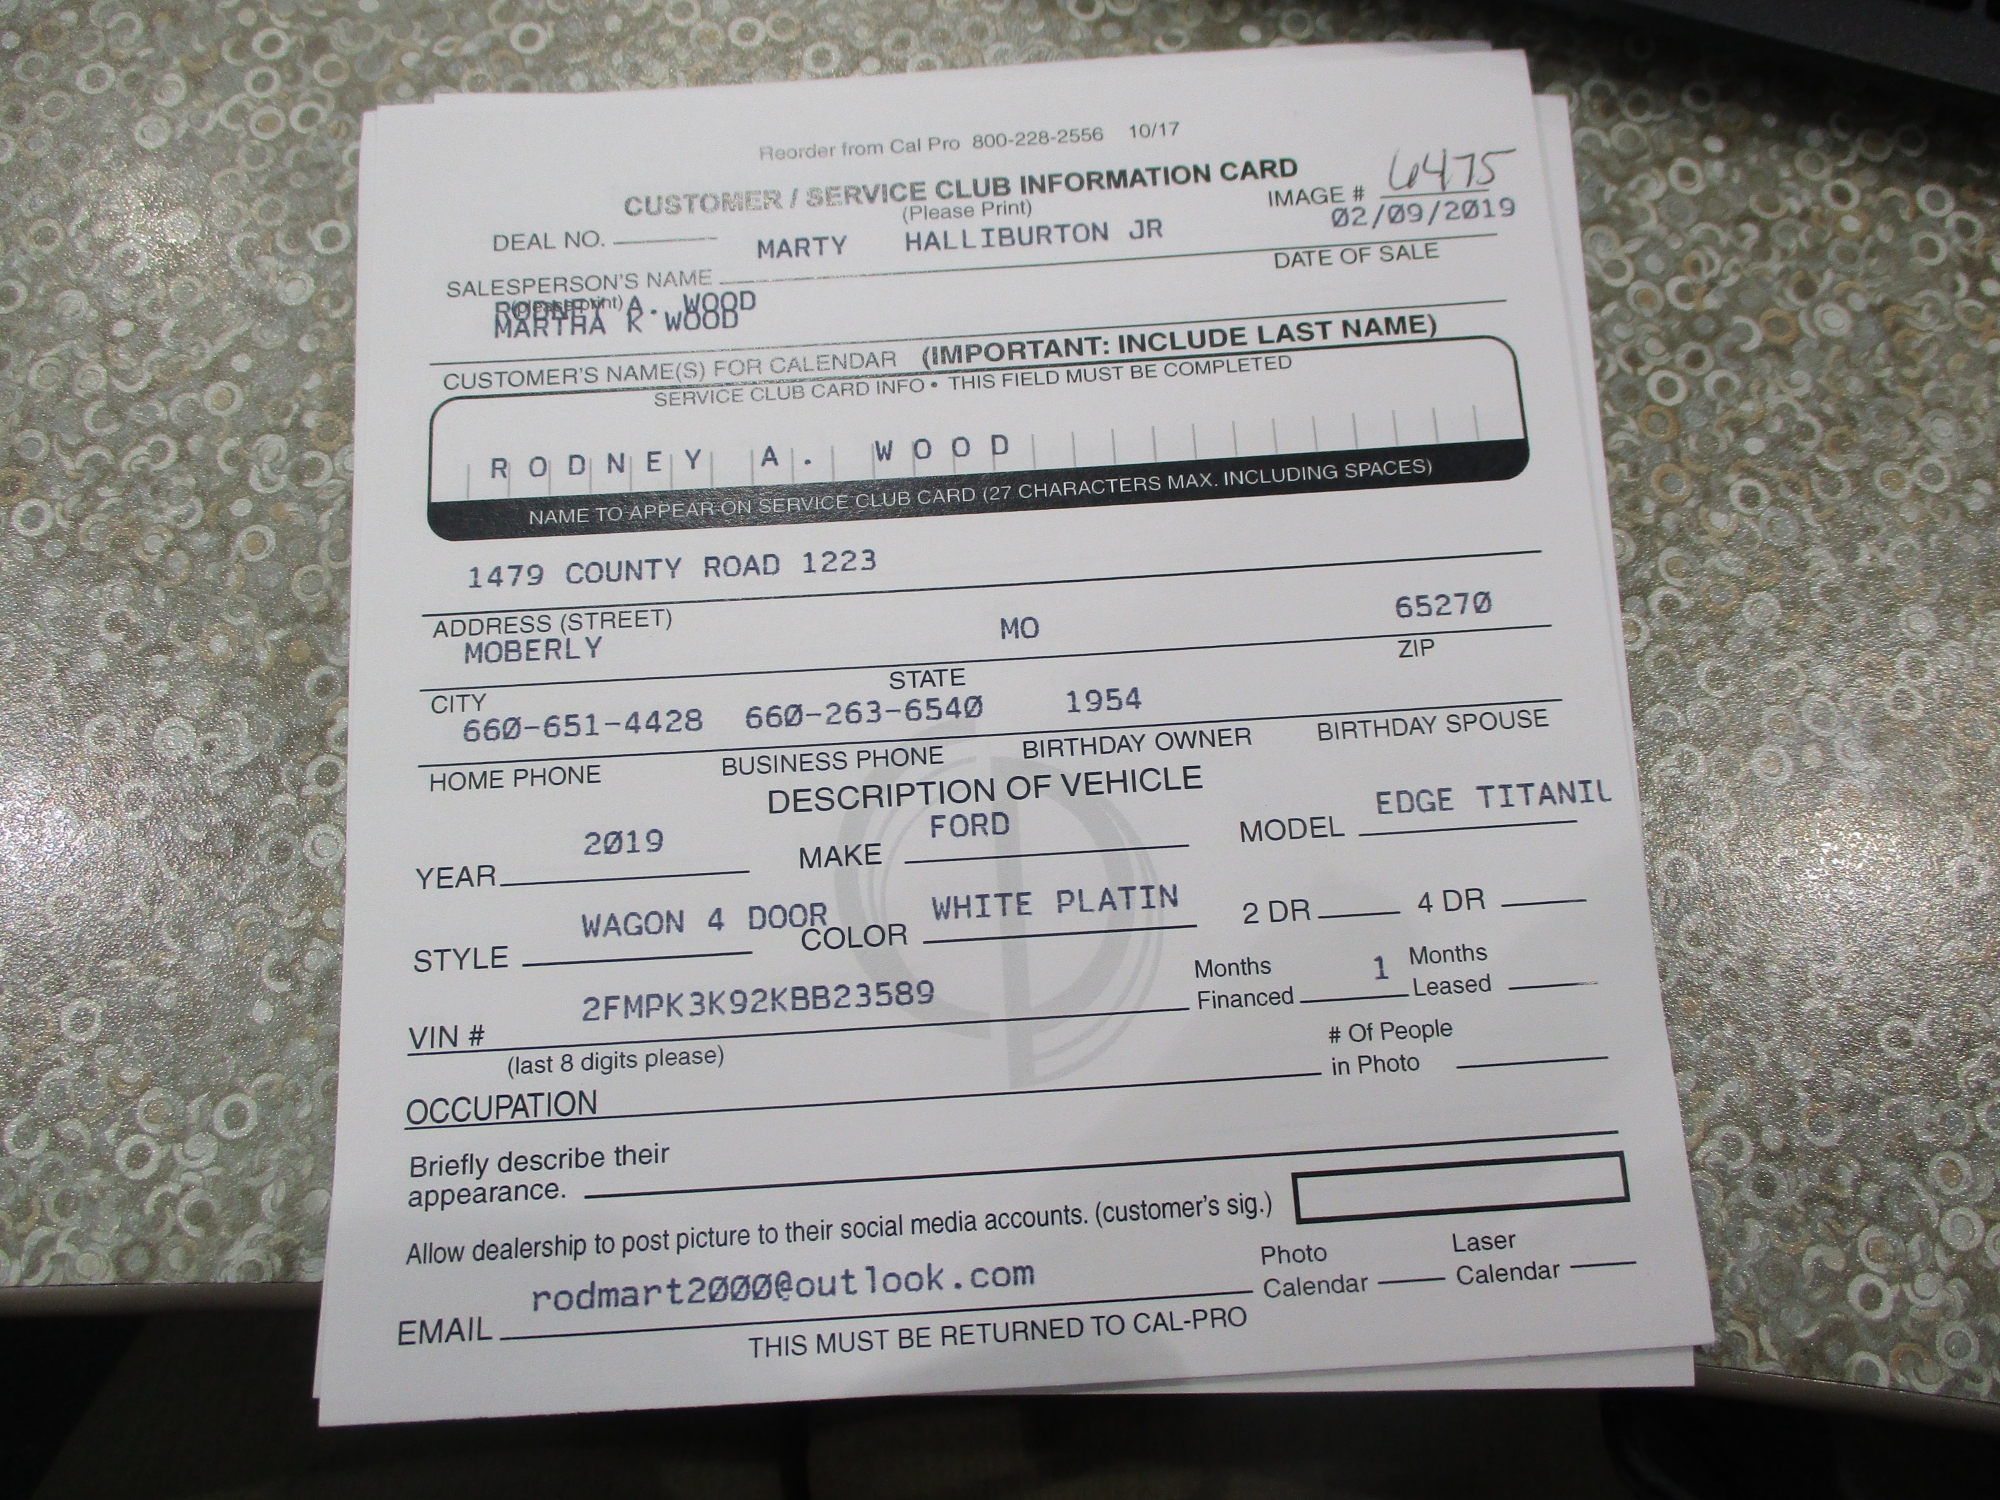 Reorder from Cal Pro 800-228-2556 10/17
CUSTOMER / SERVICE CLUB INFORMATION CARD
(Please Print)
IMAGE # 6475
02/09/2019
DEAL NO.
MARTY HALLIBURTON JR
SALESPERSON'S NAME
DATE OF SALE
(please print)
RODNEY A. WOOD
MARTHA K WOOD
CUSTOMER'S NAME(S) FOR CALENDAR (IMPORTANT: INCLUDE LAST NAME)
SERVICE CLUB CARD INFO • THIS FIELD MUST BE COMPLETED
RODNEY A. WOOD
NAME TO APPEAR ON SERVICE CLUB CARD (27 CHARACTERS MAX. INCLUDING SPACES)
1479 COUNTY ROAD 1223
ADDRESS (STREET)
MOBERLY MO 65270
CITY STATE ZIP
660-651-4428 660-263-6540 1954
HOME PHONE BUSINESS PHONE BIRTHDAY OWNER BIRTHDAY SPOUSE
DESCRIPTION OF VEHICLE
YEAR 2019 MAKE FORD MODEL EDGE TITANIL
STYLE WAGON 4 DOOR COLOR WHITE PLATIN 2 DR 4 DR
VIN # 2FMPK3K92KBB23589
(last 8 digits please)
Months Financed 1 Months Leased
OCCUPATION
# Of People in Photo
Briefly describe their
appearance.
Allow dealership to post picture to their social media accounts. (customer's sig.)
EMAIL rodmart2000@outlook.com
Photo Calendar Laser Calendar
THIS MUST BE RETURNED TO CAL-PRO